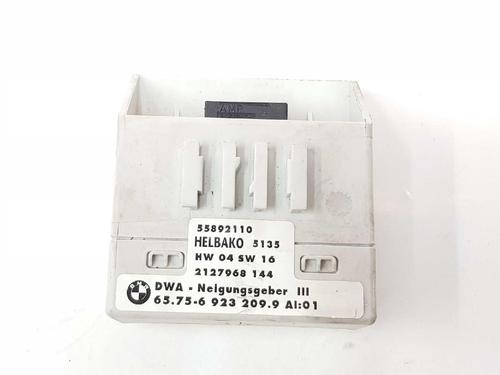 AMP
55892110
HELBAKO 5135
HW 04 SW 16
2127968 144
BMW
DWA - Neigungsgeber III
65.75-6 923 209.9 AI:01